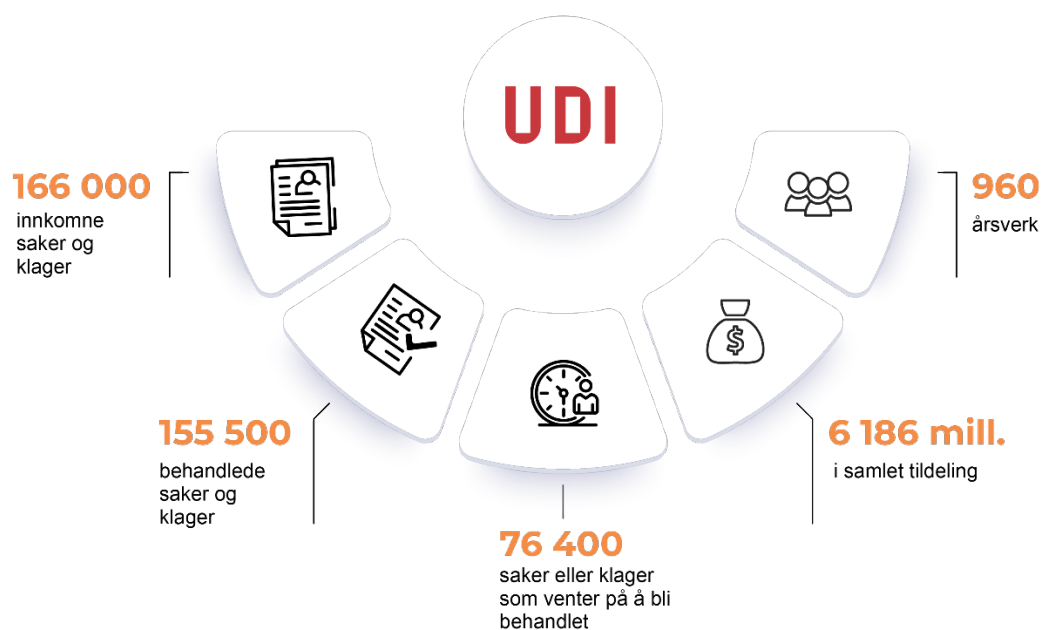 UDI
166 000
innkomne
saker og
klager
155 500
behandlede
saker og
klager
76 400
saker eller klager
som venter på å bli
behandlet
6 186 mill.
i samlet tildeling
960
årsverk